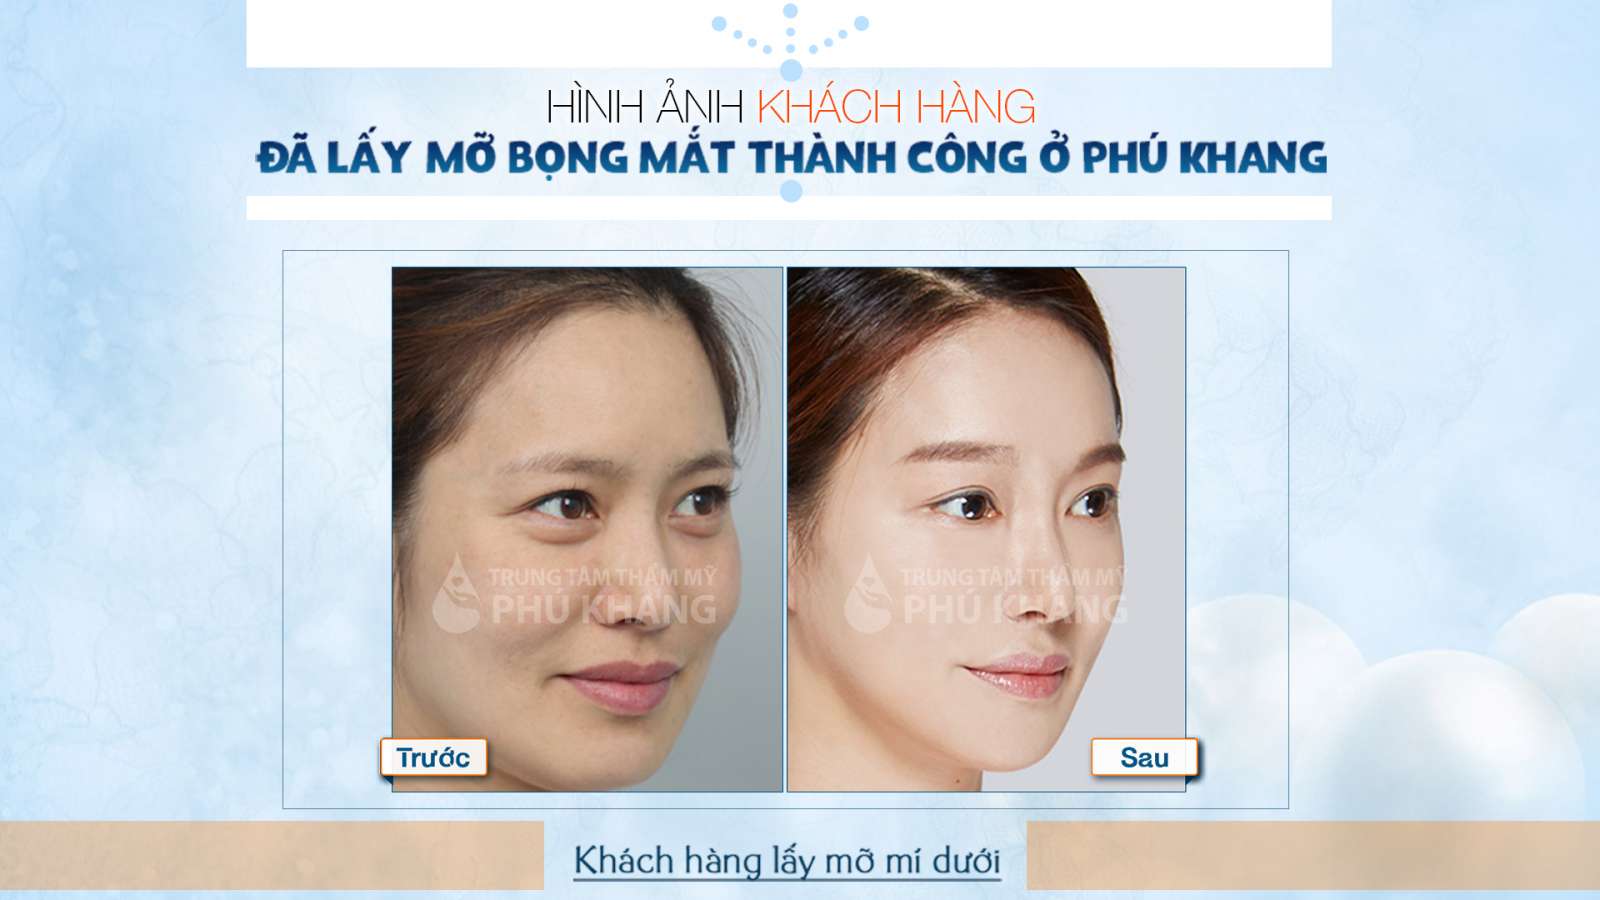 HÌNH ẢNH KHÁCH HÀNG
ĐÃ LẤY MỠ BỌNG MẮT THÀNH CÔNG Ở PHÚ KHANG
TRUNG TÂM THẨM MỸ
PHÚ KHANG
TRUNG TÂM THẨM MỸ
PHÚ KHANG
Trước
Sau
Khách hàng lấy mỡ mí dưới